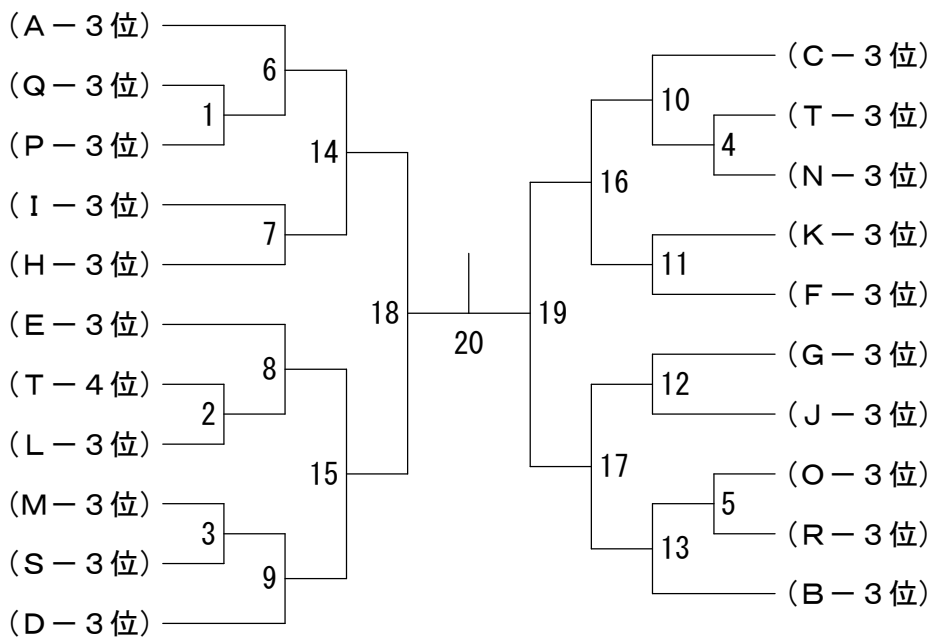 （Ａ－３位）
（Ｑ－３位）
（Ｐ－３位）
（Ｉ－３位）
（Ｈ－３位）
（Ｅ－３位）
（Ｔ－４位）
（Ｌ－３位）
（Ｍ－３位）
（Ｓ－３位）
（Ｄ－３位）
1
2
3
6
7
8
9
14
15
18
20
19
16
17
10
11
12
13
4
5
（Ｃ－３位）
（Ｔ－３位）
（Ｎ－３位）
（Ｋ－３位）
（Ｆ－３位）
（Ｇ－３位）
（Ｊ－３位）
（Ｏ－３位）
（Ｒ－３位）
（Ｂ－３位）